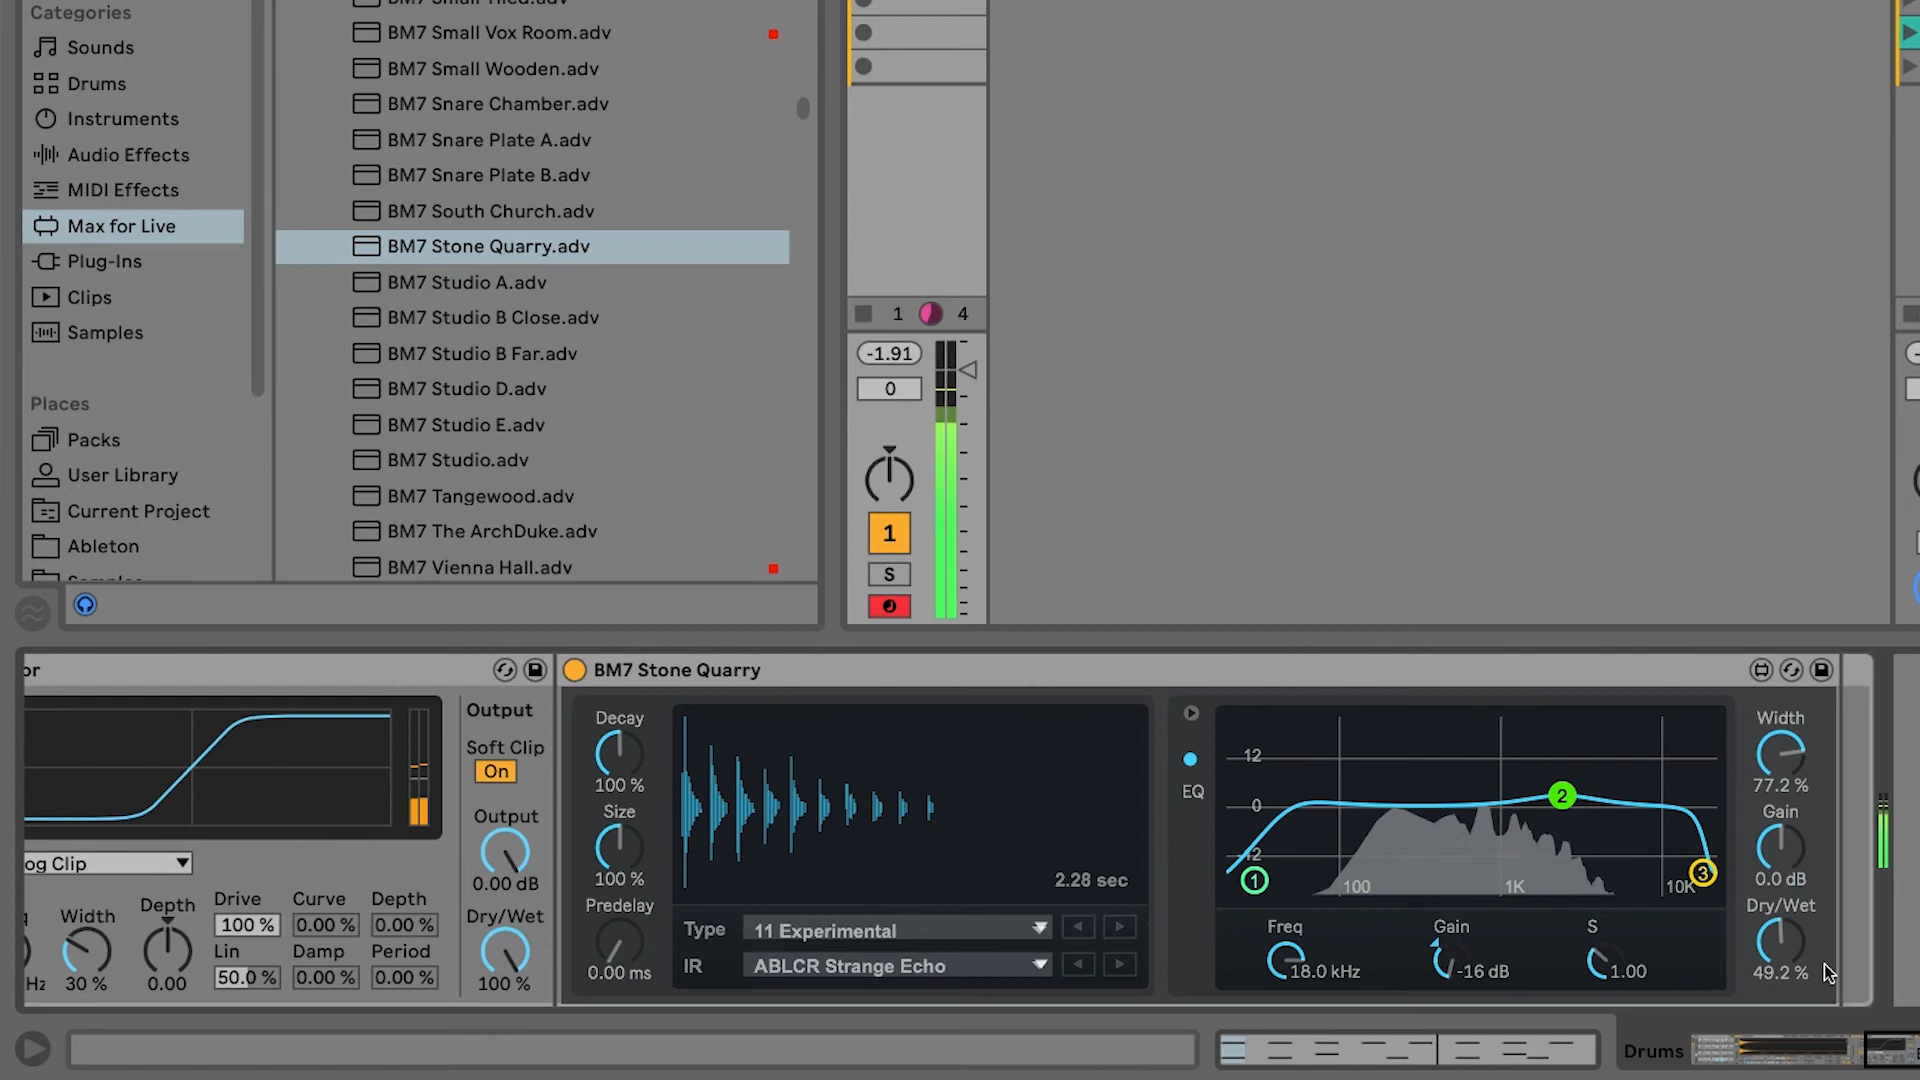 Categories
Sounds
Drums
Instruments
Audio Effects
MIDI Effects
Max for Live
Plug-Ins
Clips
Samples
Places
Packs
User Library
Current Project
Ableton
BM7 Small Vox Room.adv
BM7 Small Wooden.adv
BM7 Snare Chamber.adv
BM7 Snare Plate A.adv
BM7 Snare Plate B.adv
BM7 South Church.adv
BM7 Stone Quarry.adv
BM7 Studio A.adv
BM7 Studio B Close.adv
BM7 Studio B Far.adv
BM7 Studio D.adv
BM7 Studio E.adv
BM7 Studio.adv
BM7 Tangewood.adv
BM7 The ArchDuke.adv
BM7 Vienna Hall.adv
1 4
-1.91
0
1
S
or
og Clip
Hz
Width
30 %
Depth
0.00
Drive
100 %
Lin
50.0 %
Curve
0.00 %
Damp
0.00 %
Depth
0.00 %
Period
0.00 %
Output
Soft Clip
On
Output
0.00 dB
Dry/Wet
100 %
BM7 Stone Quarry
Decay
100 %
Size
100 %
Predelay
0.00 ms
2.28 sec
Type 11 Experimental
IR ABLCR Strange Echo
EQ
12
0
-12
100 1K 10K
1
2
3
Freq
18.0 kHz
Gain
-16 dB
S
1.00
Width
77.2 %
Gain
0.0 dB
Dry/Wet
49.2 %
Drums